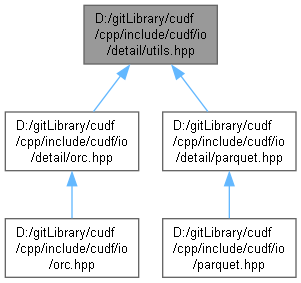 D:/gitLibrary/cudf
/cpp/include/cudf/io
/detail/utils.hpp
D:/gitLibrary/cudf
/cpp/include/cudf/io
/detail/orc.hpp
D:/gitLibrary/cudf
/cpp/include/cudf/io
/detail/parquet.hpp
D:/gitLibrary/cudf
/cpp/include/cudf/io
/orc.hpp
D:/gitLibrary/cudf
/cpp/include/cudf/io
/parquet.hpp